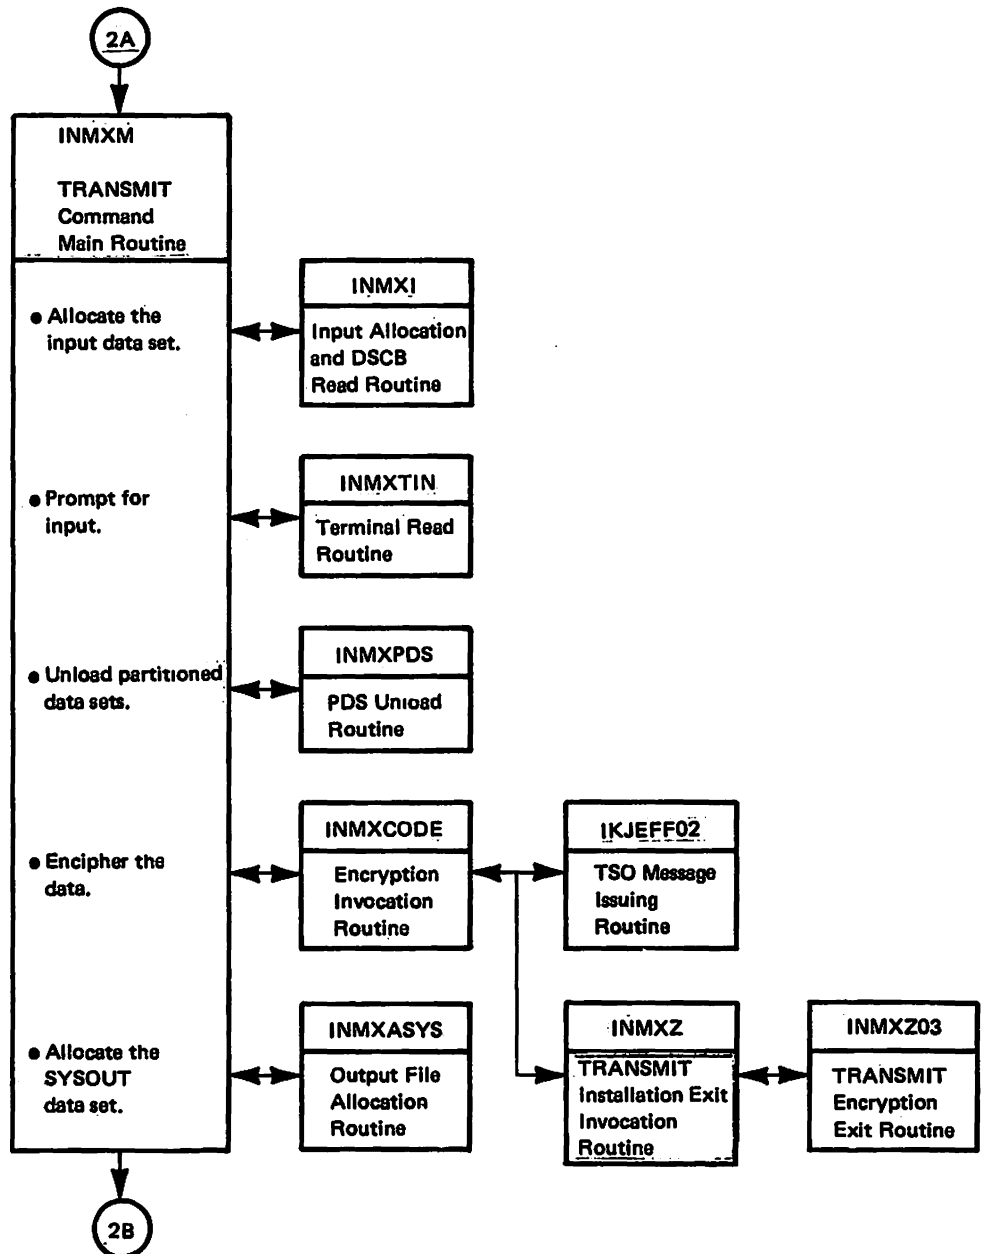 2A
INMXM
TRANSMIT
Command
Main Routine
● Allocate the
input data set.
INMXI
Input Allocation
and DSCB
Read Routine
● Prompt for
input.
INMXTIN
Terminal Read
Routine
● Unload partitioned
data sets.
INMXPDS
PDS Unload
Routine
● Encipher the
data.
INMXCODE
Encryption
Invocation
Routine
IKJEFF02
TSO Message
Issuing
Routine
● Allocate the
SYSOUT
data set.
INMXASYS
Output File
Allocation
Routine
INMXZ
TRANSMIT
Installation Exit
Invocation
Routine
INMXZ03
TRANSMIT
Encryption
Exit Routine
2B